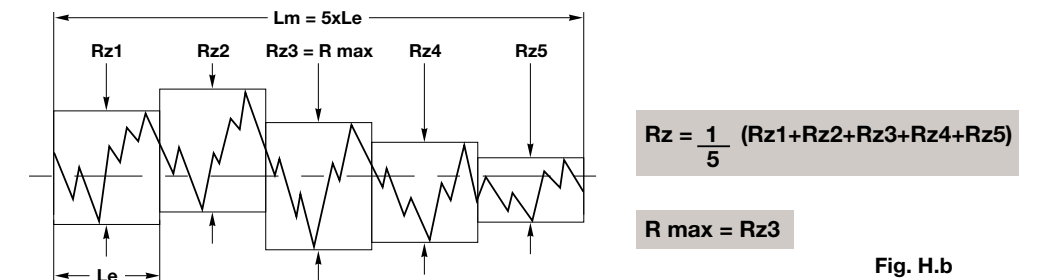 Lm = 5xLe
Rz1 Rz2 Rz3 = R max Rz4 Rz5
Rz = 1/5 (Rz1+Rz2+Rz3+Rz4+Rz5)
R max = Rz3
Le
Fig. H.b